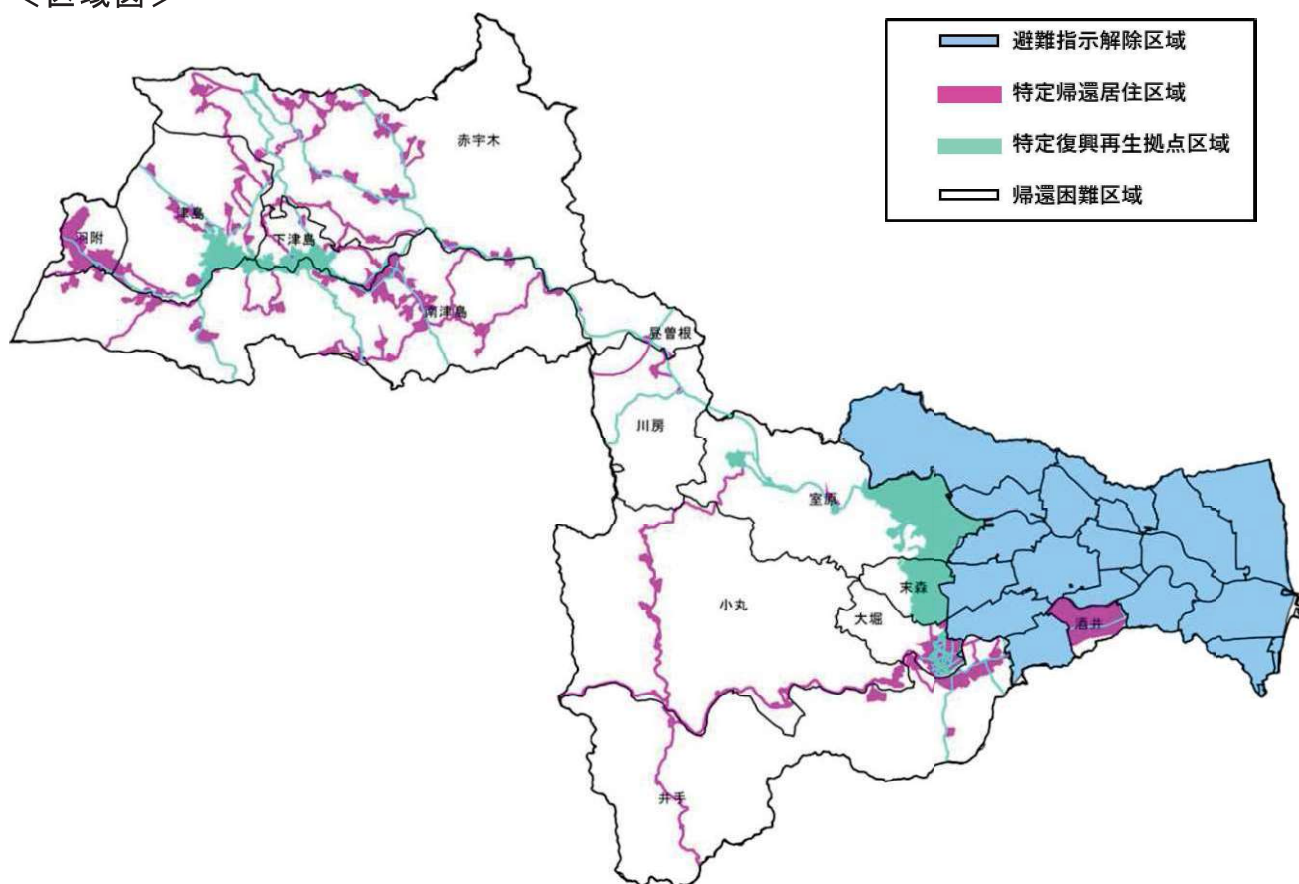 ＜区域図＞
避難指示解除区域
特定帰還居住区域
特定復興再生拠点区域
帰還困難区域
赤宇木
津島
下津島
羽附
南津島
昼曽根
川房
室原
末森
小丸
大堀
酒井
井手